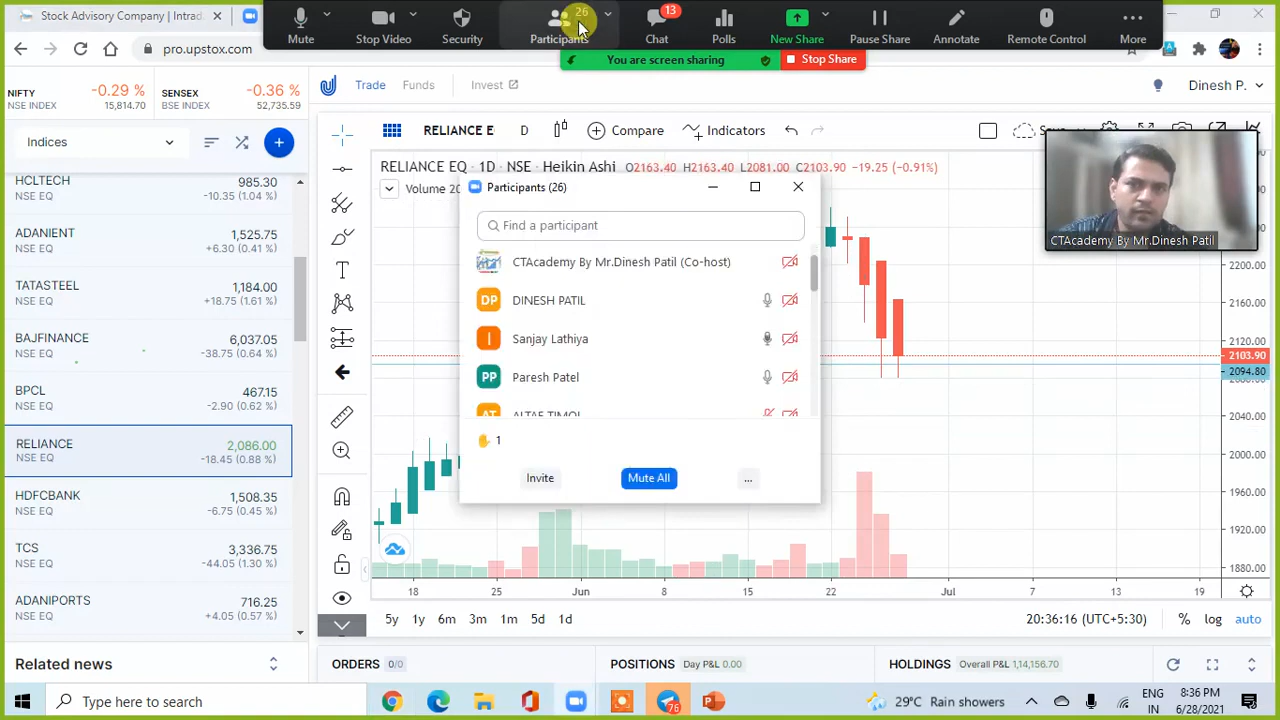 Stock Advisory Company | Intrad
26
13
Mute
Stop Video
Security
Participants
Chat
Polls
New Share
Pause Share
Annotate
Remote Control
More
pro.upstox.com
You are screen sharing
Stop Share
NIFTY
-0.29 %
SENSEX
-0.36 %
NSE INDEX
15,814.70
BSE INDEX
52,735.59
Trade
Funds
Invest
Dinesh P.
Indices
RELIANCE E
D
Compare
Indicators
RELIANCE EQ · 1D · NSE · Heikin Ashi O2163.40 H2163.40 L2081.00 C2103.90 -19.25 (-0.91%)
Volume 20
HCLTECH
985.30
NSE EQ
-10.35 (1.04 %)
ADANIENT
1,525.75
NSE EQ
+6.30 (0.41 %)
TATASTEEL
1,184.00
NSE EQ
+18.75 (1.61 %)
BAJFINANCE
6,037.05
NSE EQ
-38.75 (0.64 %)
BPCL
467.15
NSE EQ
-2.90 (0.62 %)
RELIANCE
2,086.00
NSE EQ
-18.45 (0.88 %)
HDFCBANK
1,508.35
NSE EQ
-6.75 (0.45 %)
TCS
3,336.75
NSE EQ
-44.05 (1.30 %)
ADANIPORTS
716.25
NSE EQ
+4.05 (0.57 %)
Related news
Participants (26)
Find a participant
CTAcademy By Mr.Dinesh Patil (Co-host)
DP
DINESH PATIL
I
Sanjay Lathiya
PP
Paresh Patel
AT
ALTAF TIMOL
1
Invite
Mute All
...
CTAcademy By Mr.Dinesh Patil
2200.00
2160.00
2120.00
2103.90
2094.80
2040.00
2000.00
1960.00
1920.00
1880.00
18
25
Jun
8
15
22
Jul
7
13
19
5y
1y
6m
3m
1m
5d
1d
20:36:16 (UTC+5:30)
%
log
auto
ORDERS
0/0
POSITIONS
Day P&L 0.00
HOLDINGS
Overall P&L 1,14,156.70
Type here to search
75
29°C Rain showers
ENG
IN
8:36 PM
6/28/2021